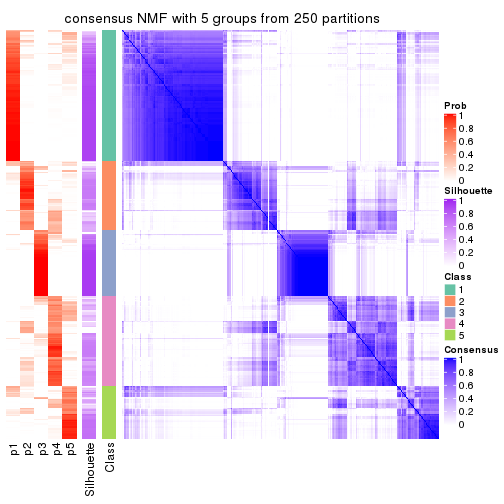 consensus NMF with 5 groups from 250 partitions
Prob
1
0.8
0.6
0.4
0.2
0
Silhouette
1
0.8
0.6
0.4
0.2
0
Class
1
2
3
4
5
Consensus
1
0.8
0.6
0.4
0.2
0
p1
p2
p3
p4
p5
Silhouette
Class